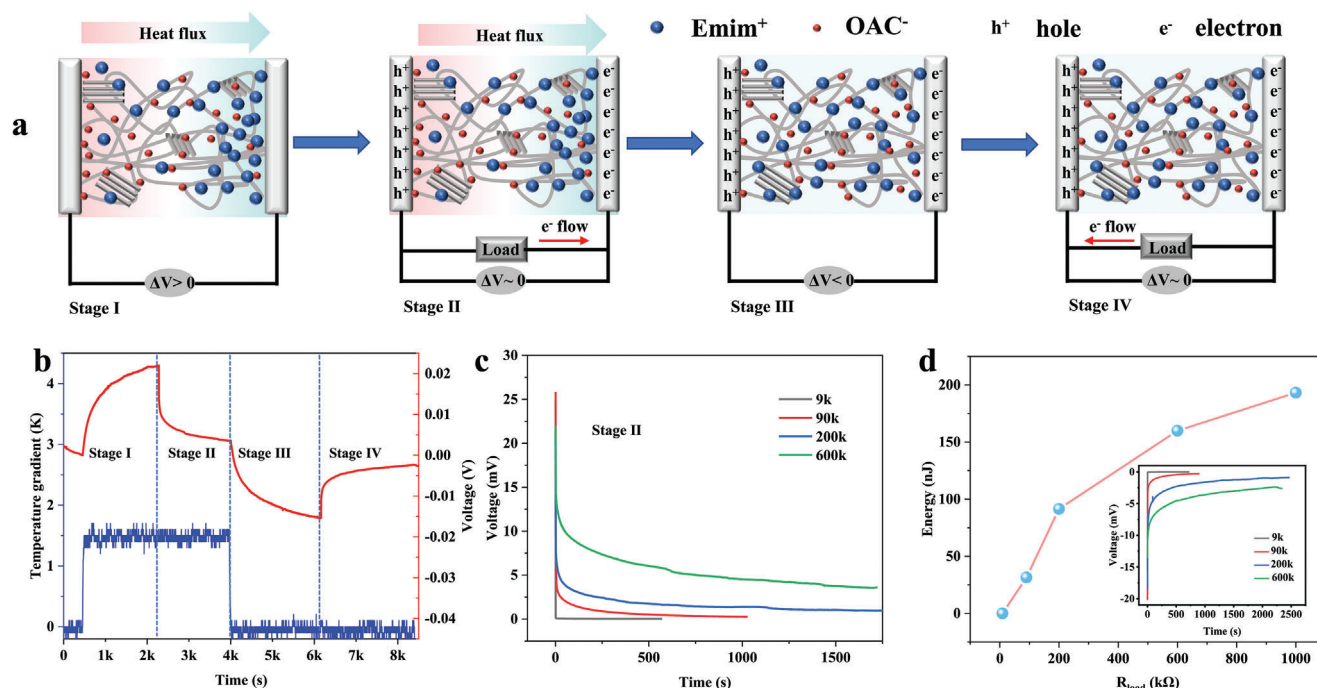 a
Heat flux
Heat flux
Emim⁺
OAC⁻
h⁺ hole
e⁻ electron
h⁺ e⁻ h⁺ e⁻ h⁺ e⁻
h⁺ e⁻ h⁺ e⁻ h⁺ e⁻
h⁺ e⁻ h⁺ e⁻ h⁺ e⁻
h⁺ e⁻ h⁺ e⁻ h⁺ e⁻
h⁺ e⁻ h⁺ e⁻ h⁺ e⁻
h⁺ e⁻ h⁺ e⁻ h⁺ e⁻
h⁺ e⁻ h⁺ e⁻ h⁺ e⁻
ΔV> 0
Stage I
Load
e⁻ flow
ΔV~ 0
Stage II
ΔV< 0
Stage III
e⁻ flow
Load
ΔV~ 0
Stage IV
b
Temperature gradient (K)
4
3
2
1
0
Stage I
Stage II
Stage III
Stage IV
0.02
0.01
0.00
-0.01
-0.02
-0.03
-0.04
Voltage (V)
0 1k 2k 3k 4k 5k 6k 7k 8k
Time (s)
c
Voltage (mV)
30
25
20
15
10
5
0
Stage II
9k
90k
200k
600k
0 500 1000 1500
Time (s)
d
Energy (nJ)
200
150
100
50
0
Voltage (mV)
0
-5
-10
-15
-20
9k
90k
200k
600k
0 500 1000 1500 2000 2500
Time (s)
0 200 400 600 800 1000
R_load (kΩ)